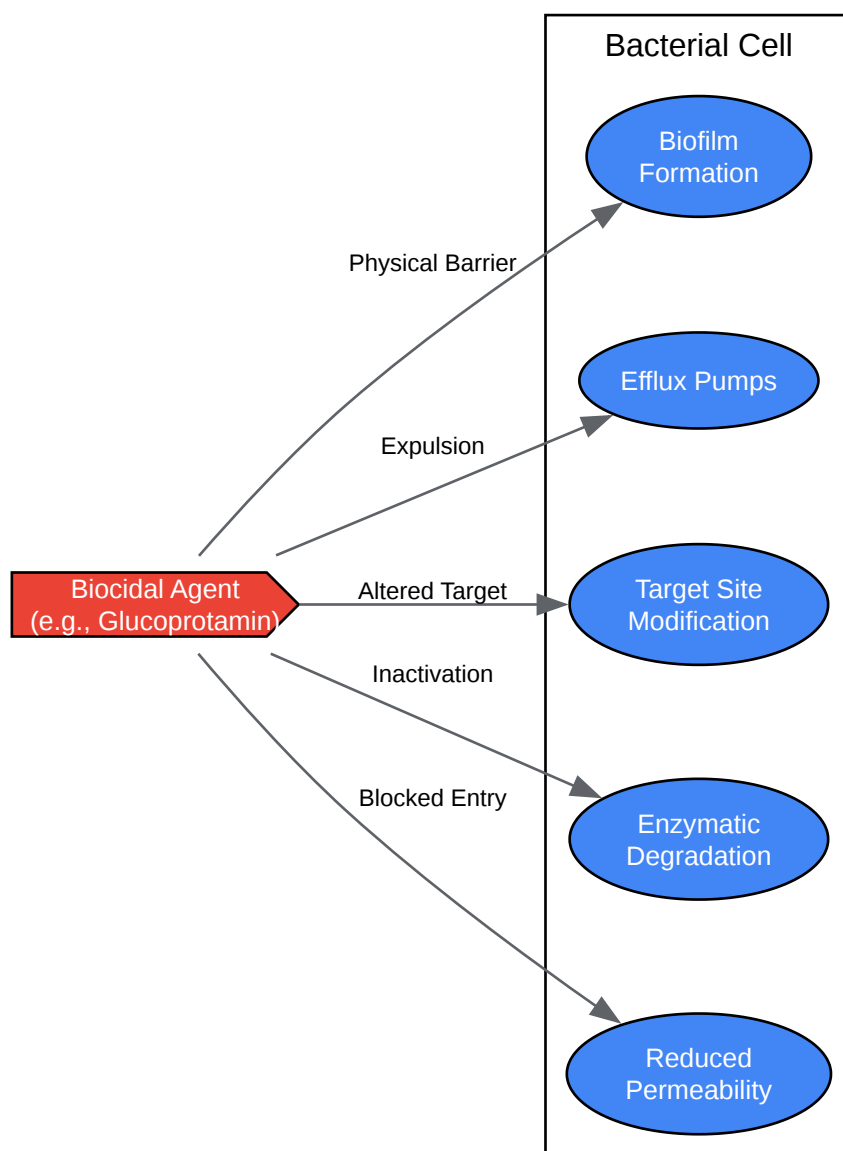 Bacterial Cell
Biofilm
Formation
Physical Barrier
Efflux Pumps
Expulsion
Biocidal Agent
(e.g., Glucoprotamin)
Altered Target
Target Site
Modification
Inactivation
Enzymatic
Degradation
Blocked Entry
Reduced
Permeability